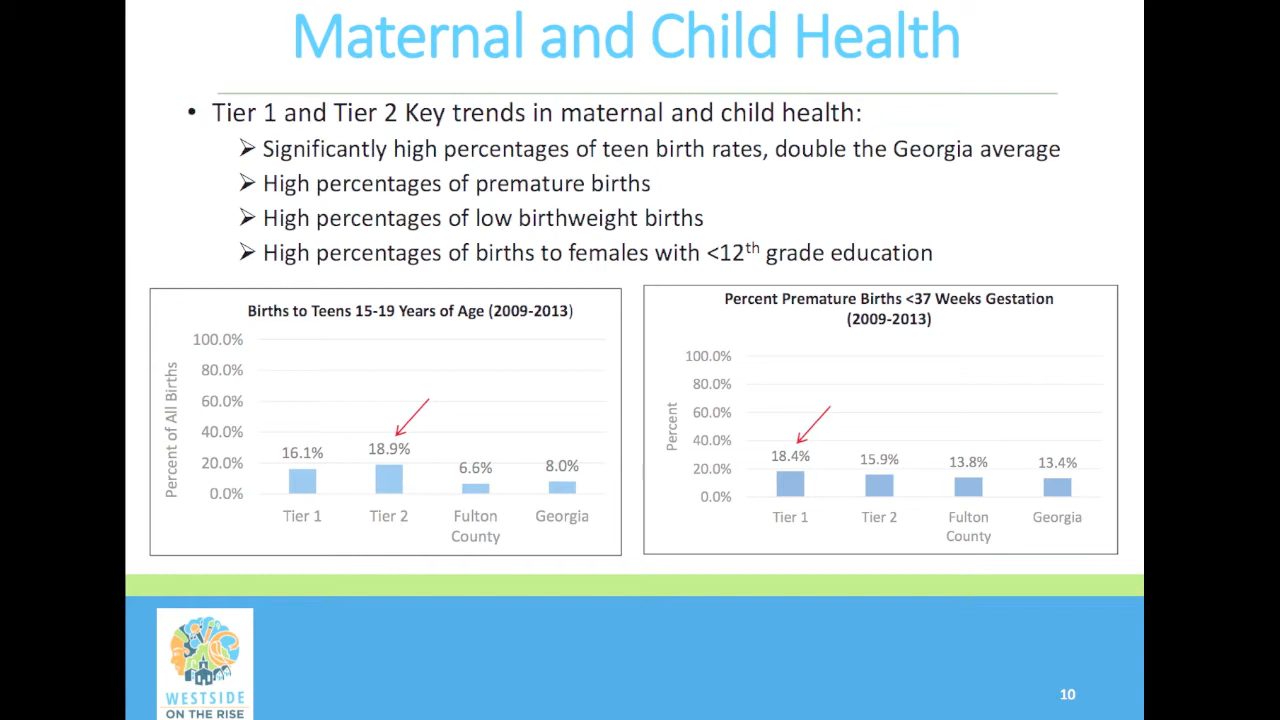 Maternal and Child Health
• Tier 1 and Tier 2 Key trends in maternal and child health:
➢ Significantly high percentages of teen birth rates, double the Georgia average
➢ High percentages of premature births
➢ High percentages of low birthweight births
➢ High percentages of births to females with <12th grade education
Births to Teens 15-19 Years of Age (2009-2013)
Percent of All Births
100.0%
80.0%
60.0%
40.0%
20.0%
0.0%
16.1%
18.9%
6.6%
8.0%
Tier 1
Tier 2
Fulton
County
Georgia
Percent Premature Births <37 Weeks Gestation
(2009-2013)
Percent
100.0%
80.0%
60.0%
40.0%
20.0%
0.0%
18.4%
15.9%
13.8%
13.4%
Tier 1
Tier 2
Fulton
County
Georgia
WESTSIDE
ON THE RISE
10